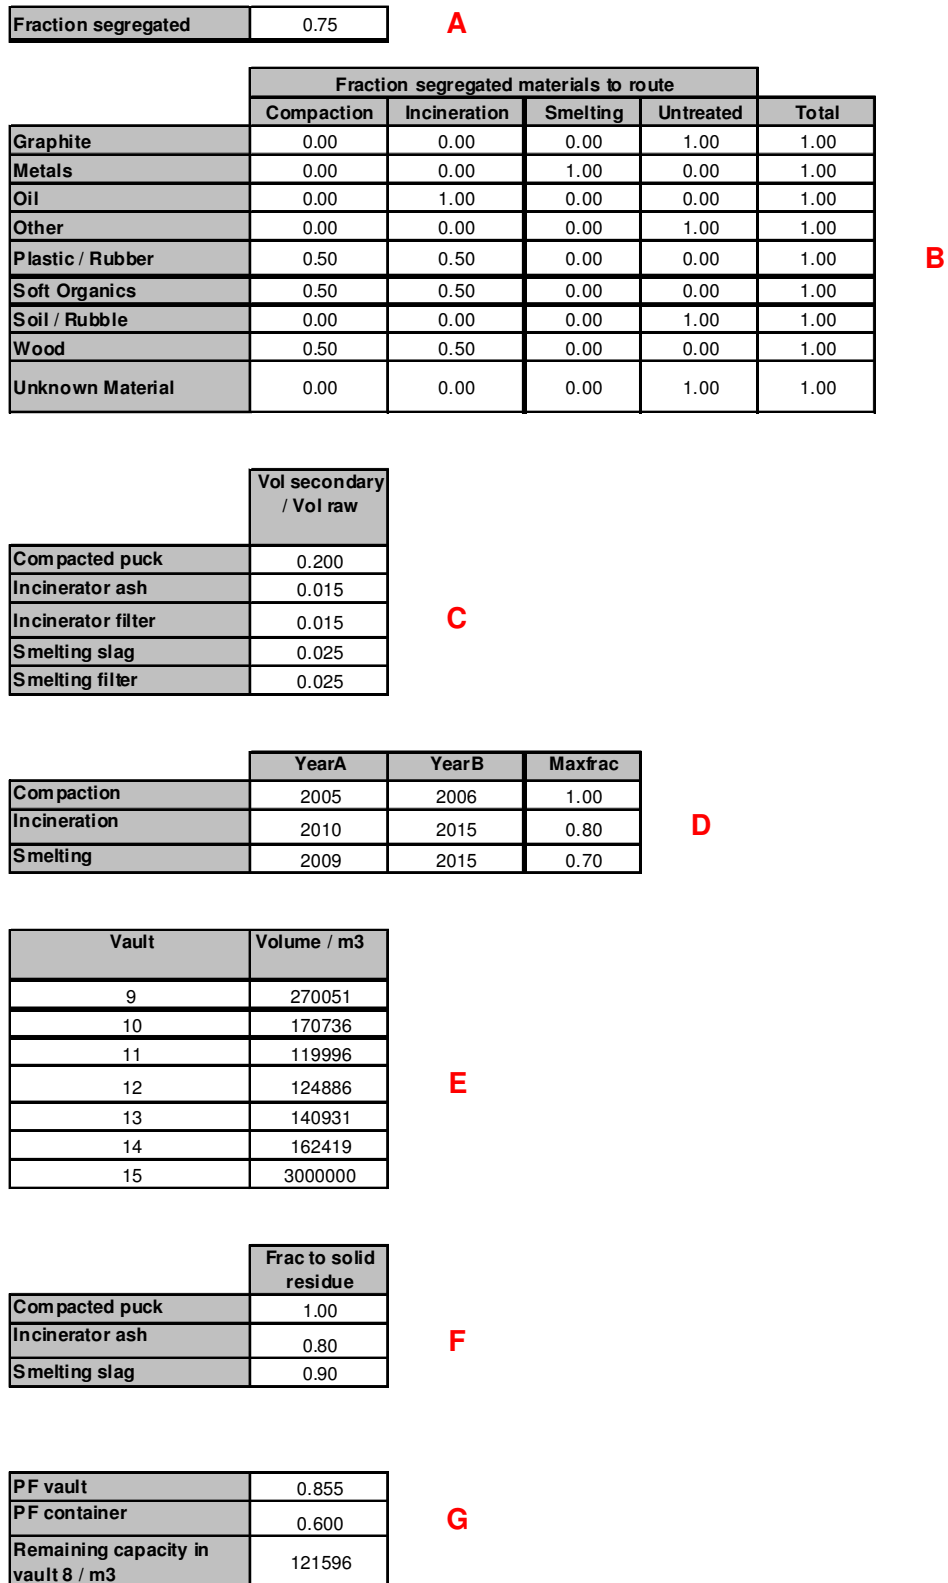 Fraction segregated 0.75 A
Fraction segregated materials to route
Compaction Incineration Smelting Untreated Total
Graphite 0.00 0.00 0.00 1.00 1.00
Metals 0.00 0.00 1.00 0.00 1.00
Oil 0.00 1.00 0.00 0.00 1.00
Other 0.00 0.00 0.00 1.00 1.00
Plastic / Rubber 0.50 0.50 0.00 0.00 1.00 B
Soft Organics 0.50 0.50 0.00 0.00 1.00
Soil / Rubble 0.00 0.00 0.00 1.00 1.00
Wood 0.50 0.50 0.00 0.00 1.00
Unknown Material 0.00 0.00 0.00 1.00 1.00
Vol secondary
/ Vol raw
Compacted puck 0.200
Incinerator ash 0.015
Incinerator filter 0.015 C
Smelting slag 0.025
Smelting filter 0.025
YearA YearB Maxfrac
Compaction 2005 2006 1.00
Incineration 2010 2015 0.80 D
Smelting 2009 2015 0.70
Vault Volume / m3
9 270051
10 170736
11 119996
12 124886 E
13 140931
14 162419
15 3000000
Frac to solid
residue
Compacted puck 1.00
Incinerator ash 0.80 F
Smelting slag 0.90
PF vault 0.855
PF container 0.600 G
Remaining capacity in
vault 8 / m3 121596